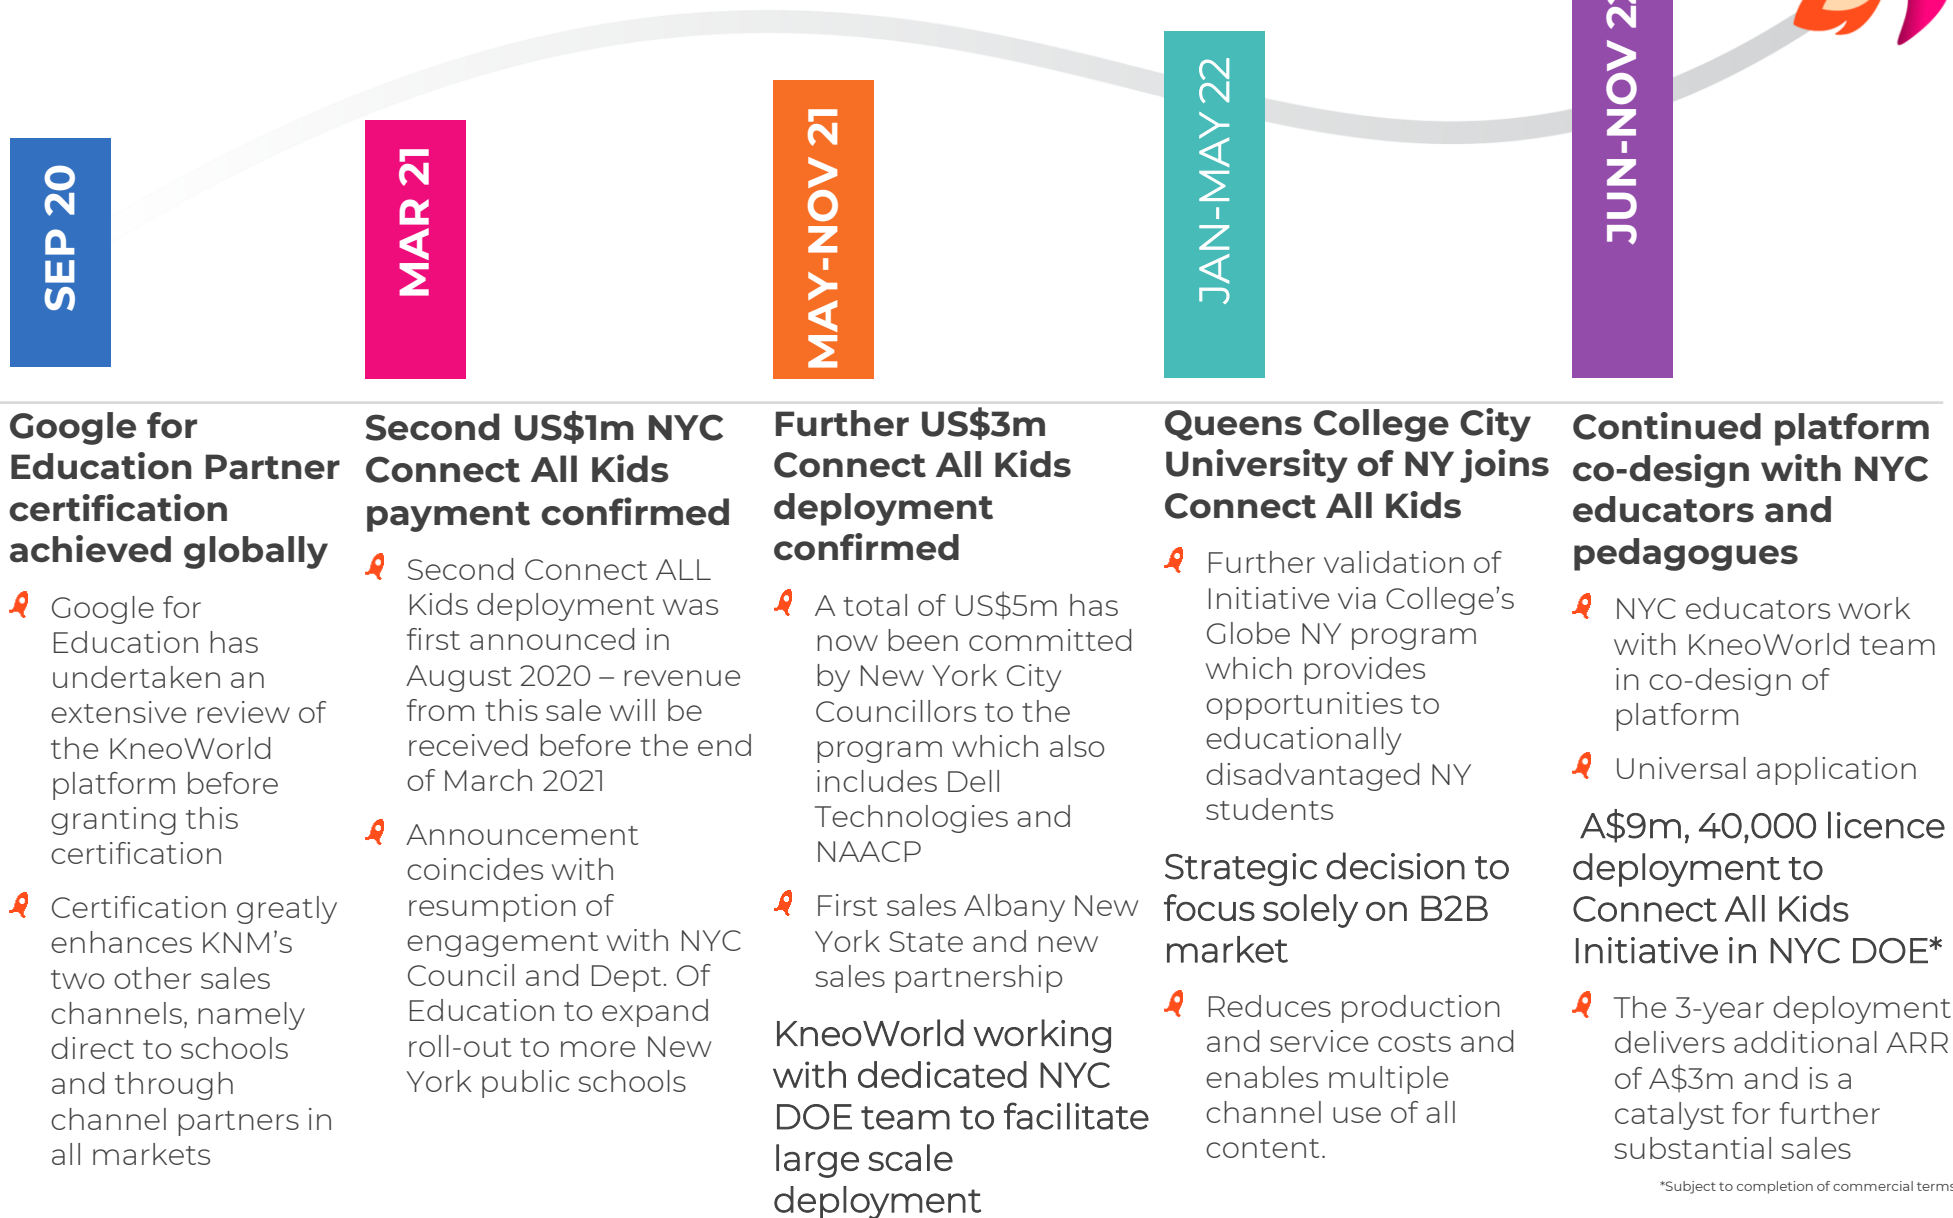 SEP 20
MAR 21
MAY-NOV 21
JAN-MAY 22
JUN-NOV 22
Google for
Education Partner
certification
achieved globally
Google for
Education has
undertaken an
extensive review of
the KneoWorld
platform before
granting this
certification
Certification greatly
enhances KNM's
two other sales
channels, namely
direct to schools
and through
channel partners in
all markets
Second US$1m NYC
Connect All Kids
payment confirmed
Second Connect ALL
Kids deployment was
first announced in
August 2020 – revenue
from this sale will be
received before the end
of March 2021
Announcement
coincides with
resumption of
engagement with NYC
Council and Dept. Of
Education to expand
roll-out to more New
York public schools
Further US$3m
Connect All Kids
deployment
confirmed
A total of US$5m has
now been committed
by New York City
Councillors to the
program which also
includes Dell
Technologies and
NAACP
First sales Albany New
York State and new
sales partnership
KneoWorld working
with dedicated NYC
DOE team to facilitate
large scale
deployment
Queens College City
University of NY joins
Connect All Kids
Further validation of
Initiative via College’s
Globe NY program
which provides
opportunities to
educationally
disadvantaged NY
students
Strategic decision to
focus solely on B2B
market
Reduces production
and service costs and
enables multiple
channel use of all
content.
Continued platform
co-design with NYC
educators and
pedagogues
NYC educators work
with KneoWorld team
in co-design of
platform
Universal application
A$9m, 40,000 licence
deployment to
Connect All Kids
Initiative in NYC DOE*
The 3-year deployment
delivers additional ARR
of A$3m and is a
catalyst for further
substantial sales
*Subject to completion of commercial terms